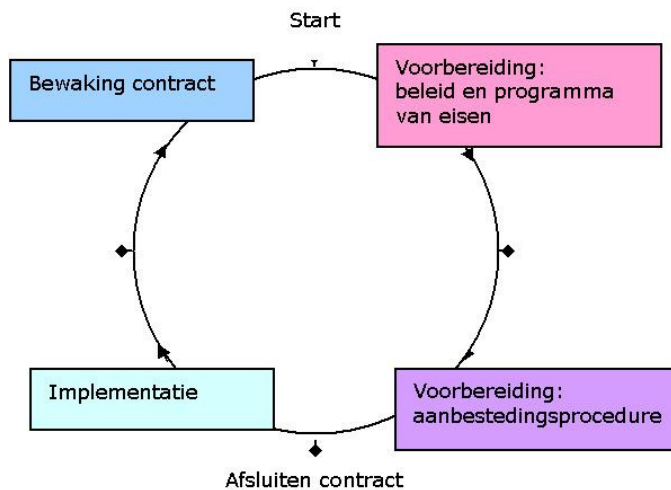 Start
Bewaking contract
Voorbereiding:
beleid en programma
van eisen
Implementatie
Voorbereiding:
aanbestedingsprocedure
Afsluiten contract